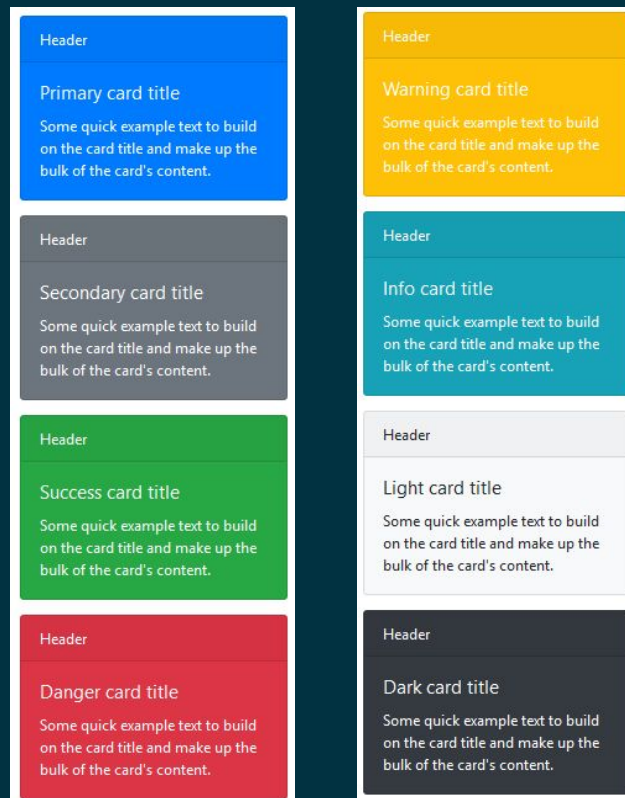 Header
Primary card title
Some quick example text to build
on the card title and make up the
bulk of the card's content.
Header
Secondary card title
Some quick example text to build
on the card title and make up the
bulk of the card's content.
Header
Success card title
Some quick example text to build
on the card title and make up the
bulk of the card's content.
Header
Danger card title
Some quick example text to build
on the card title and make up the
bulk of the card's content.
Header
Warning card title
Some quick example text to build
on the card title and make up the
bulk of the card's content.
Header
Info card title
Some quick example text to build
on the card title and make up the
bulk of the card's content.
Header
Light card title
Some quick example text to build
on the card title and make up the
bulk of the card's content.
Header
Dark card title
Some quick example text to build
on the card title and make up the
bulk of the card's content.